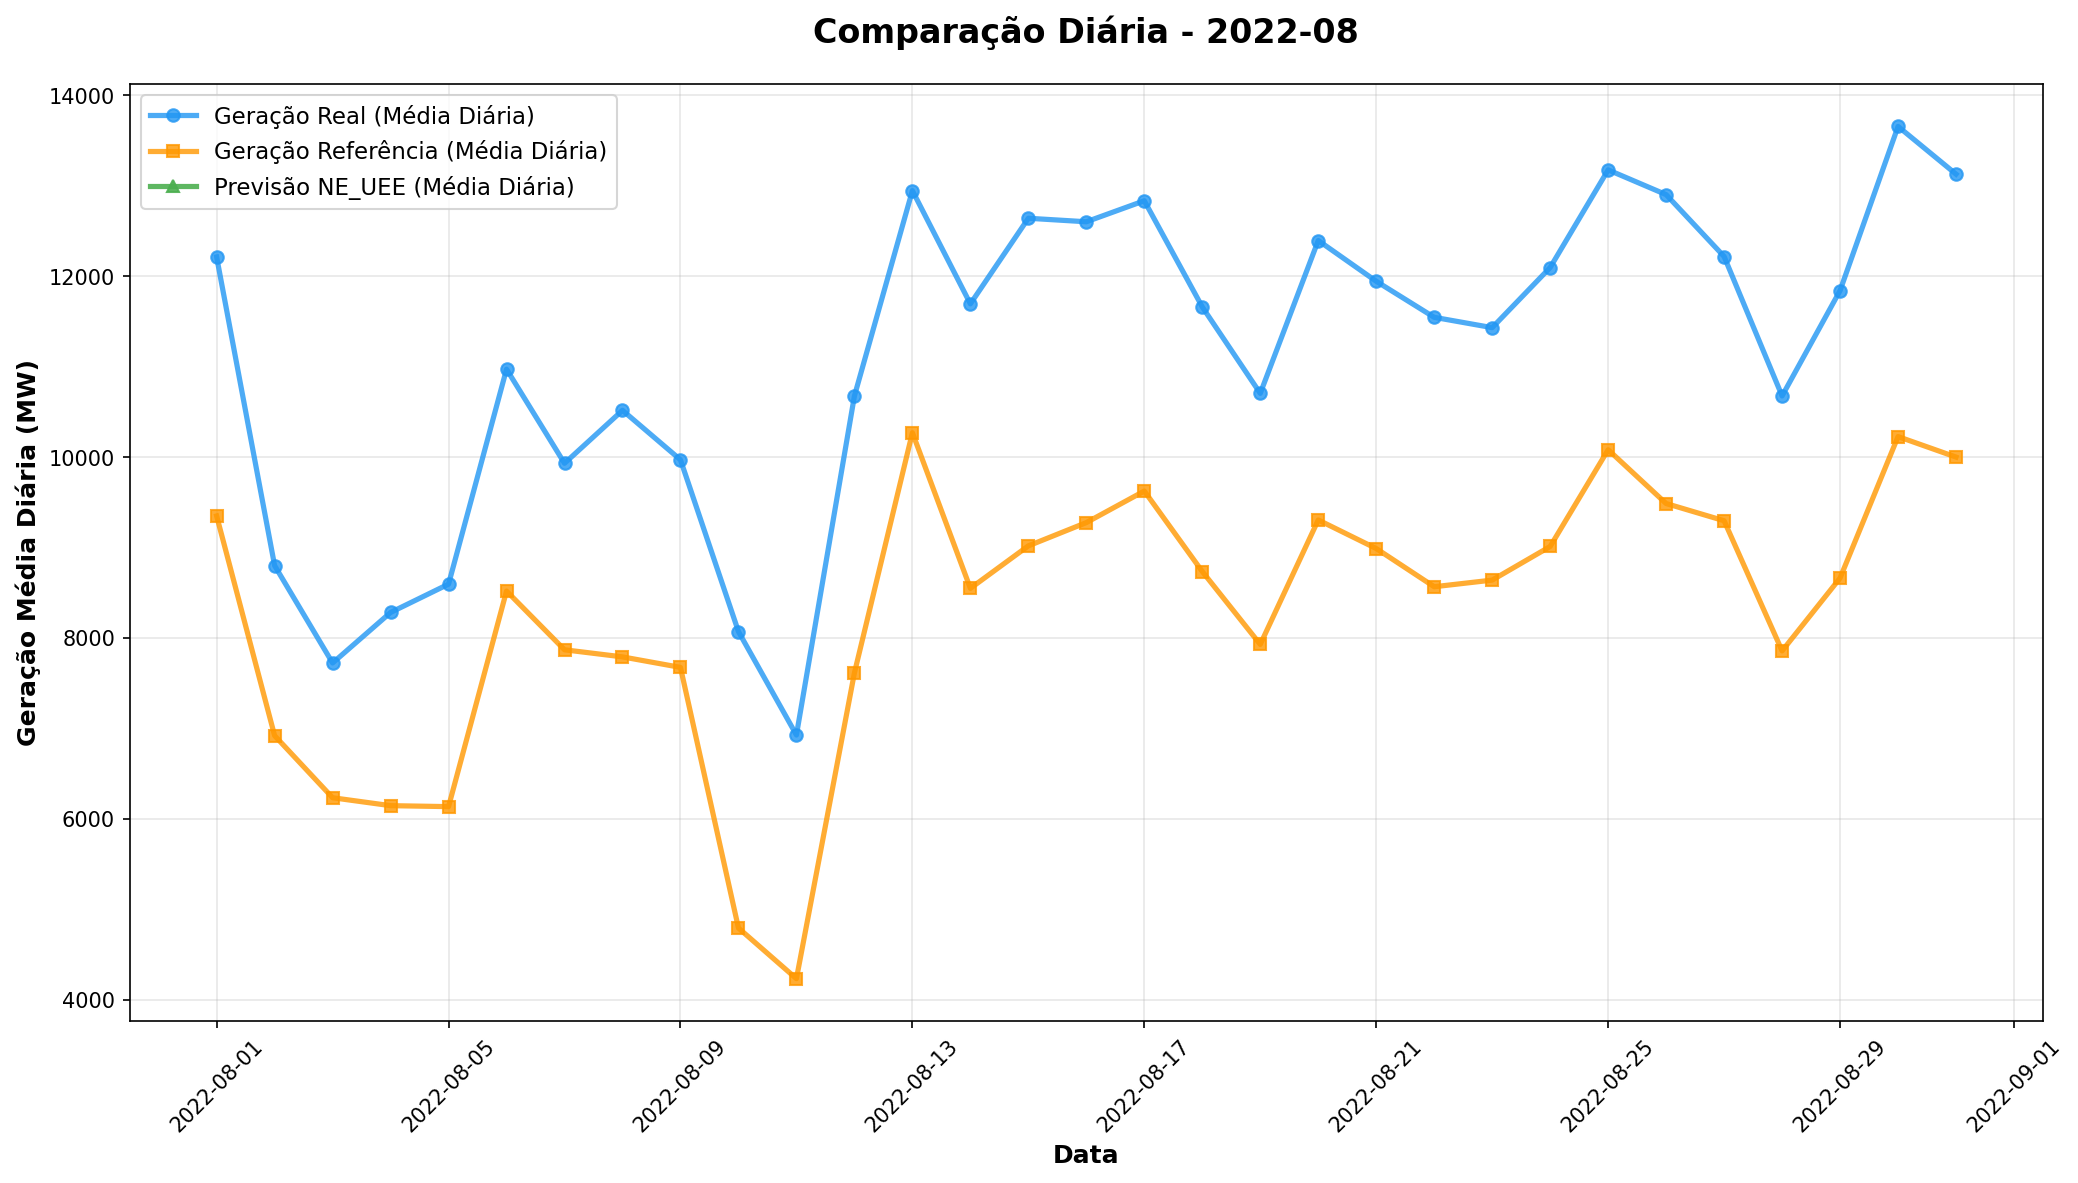 Comparação Diária - 2022-08
Geração Real (Média Diária)
Geração Referência (Média Diária)
Previsão NE_UEE (Média Diária)
Geração Média Diária (MW)
14000
12000
10000
8000
6000
4000
2022-08-01
2022-08-05
2022-08-09
2022-08-13
2022-08-17
2022-08-21
2022-08-25
2022-08-29
2022-09-01
Data